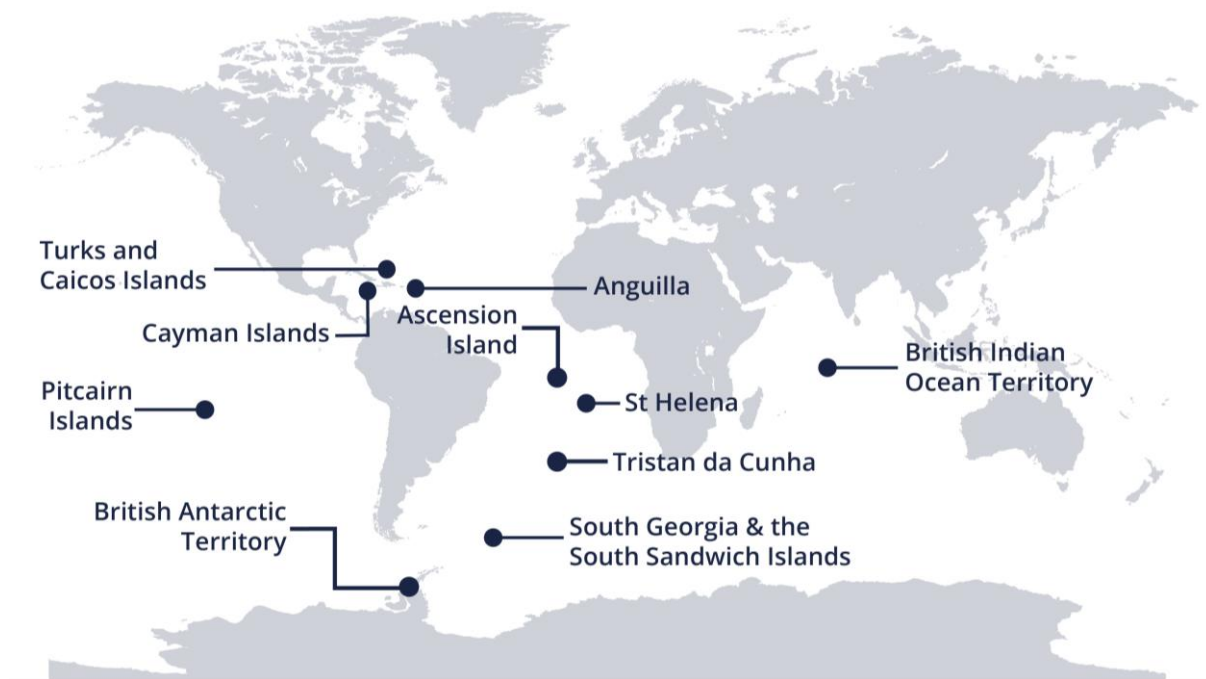 Turks and
Caicos Islands
Anguilla
Cayman Islands
Ascension
Island
British Indian
Ocean Territory
Pitcairn
Islands
St Helena
Tristan da Cunha
British Antarctic
Territory
South Georgia & the
South Sandwich Islands